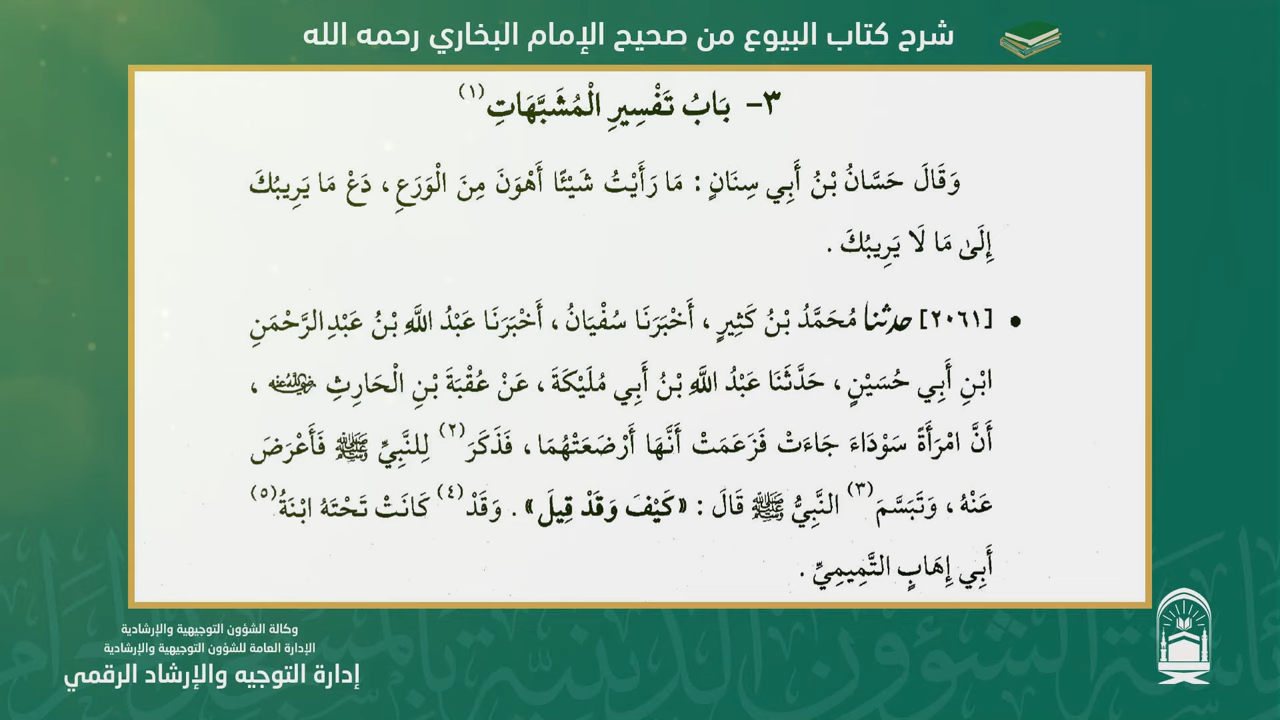 شرح كتاب البيوع من صحيح الإمام البخاري رحمه الله
٣- بَابُ تَفْسِيرِ الْمُشَبَّهَاتِ(١)
وَقَالَ حَسَّانُ بْنُ أَبِي سِنَانٍ : مَا رَأَيْتُ شَيْئًا أَهْوَنَ مِنَ الْوَرَعِ ، دَعْ مَا يَرِيبُكَ
إِلَىٰ مَا لَا يَرِيبُكَ .
• [٢٠٦١] حدثنا مُحَمَّدُ بْنُ كَثِيرٍ ، أَخْبَرَنَا سُفْيَانُ ، أَخْبَرَنَا عَبْدُ اللَّهِ بْنُ عَبْدِ الرَّحْمَنِ
ابْنِ أَبِي حُسَيْنٍ ، حَدَّثَنَا عَبْدُ اللَّهِ بْنُ أَبِي مُلَيْكَةَ ، عَنْ عُقْبَةَ بْنِ الْحَارِثِ رضي الله عنه ،
أَنَّ امْرَأَةً سَوْدَاءَ جَاءَتْ فَزَعَمَتْ أَنَّهَا أَرْضَعَتْهُمَا ، فَذَكَرَ(٢) لِلنَّبِيِّ ﷺ فَأَعْرَضَ
عَنْهُ ، وَتَبَسَّمَ(٣) النَّبِيُّ ﷺ قَالَ : «كَيْفَ وَقَدْ قِيلَ» . وَقَدْ(٤) كَانَتْ تَحْتَهُ ابْنَةُ(٥)
أَبِي إِهَابٍ التَّمِيمِيِّ .
وكالة الشؤون التوجيهية والإرشادية
الإدارة العامة للشؤون التوجيهية والإرشادية
إدارة التوجيه والإرشاد الرقمي